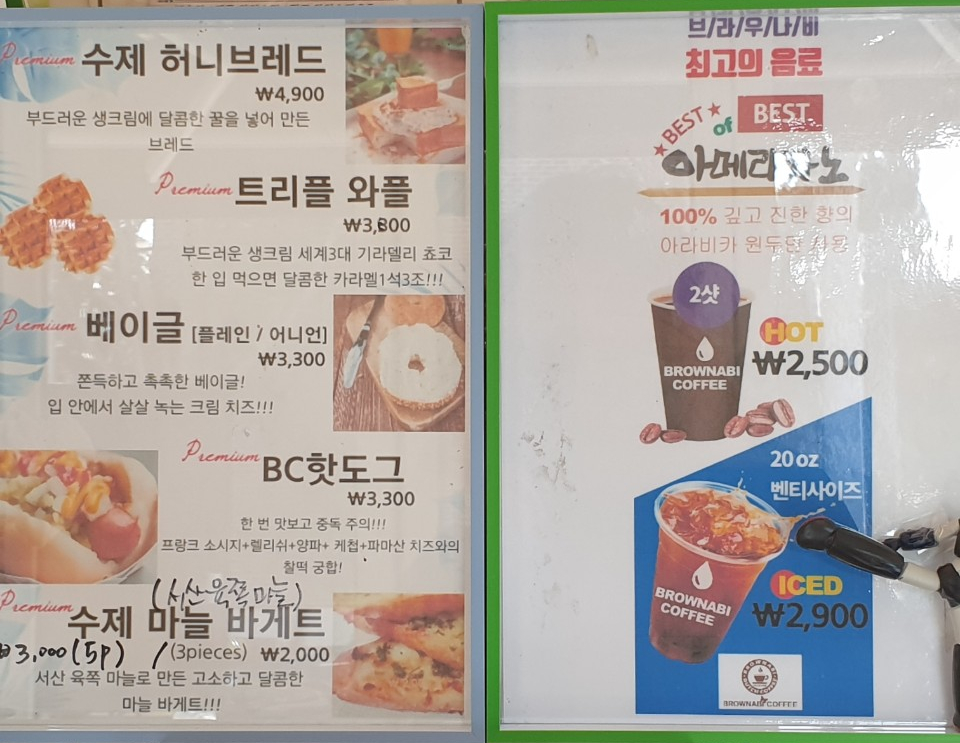 Premium 수제 허니브레드
₩4,900
부드러운 생크림에 달콤한 꿀을 넣어 만든
브레드
Premium 트리플 와플
₩3,800
부드러운 생크림 세계3대 기라델리 쵸코
한 입 먹으면 달콤한 카라멜1석3조!!!
Premium 베이글 [플레인 / 어니언]
₩3,300
쫀득하고 촉촉한 베이글!
입 안에서 살살 녹는 크림 치즈!!!
Premium BC핫도그
₩3,300
한 번 맛보고 중독 주의!!!
프랑크 소시지+렐리쉬+양파+ 케첩+파마산 치즈와의
찰떡 궁합!
(서산육쪽마늘)
Premium 수제 마늘 바게트
₩3,000(5p) / (3pieces) ₩2,000
서산 육쪽 마늘로 만든 고소하고 달콤한
마늘 바게트!!!
브/라/우/나/비
최고의 음료
BEST of BEST
아메리카노
100% 깊고 진한 향의
아라비카 원두만 사용
2샷
HOT
₩2,500
BROWNABI
COFFEE
20 oz
벤티사이즈
BROWNABI
COFFEE
ICED
₩2,900
BROWNABI COFFEE